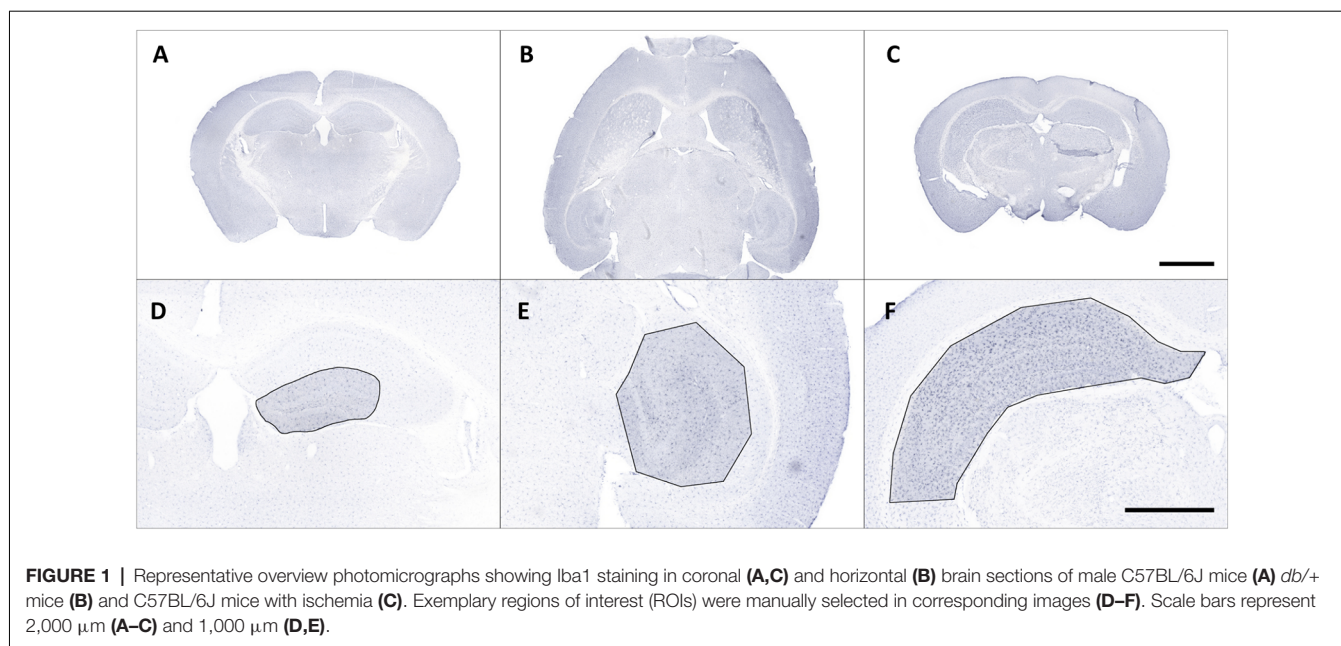 A
B
C
D
E
F
FIGURE 1 | Representative overview photomicrographs showing Iba1 staining in coronal (A,C) and horizontal (B) brain sections of male C57BL/6J mice (A) db/+
mice (B) and C57BL/6J mice with ischemia (C). Exemplary regions of interest (ROIs) were manually selected in corresponding images (D–F). Scale bars represent
2,000 μm (A–C) and 1,000 μm (D,E).